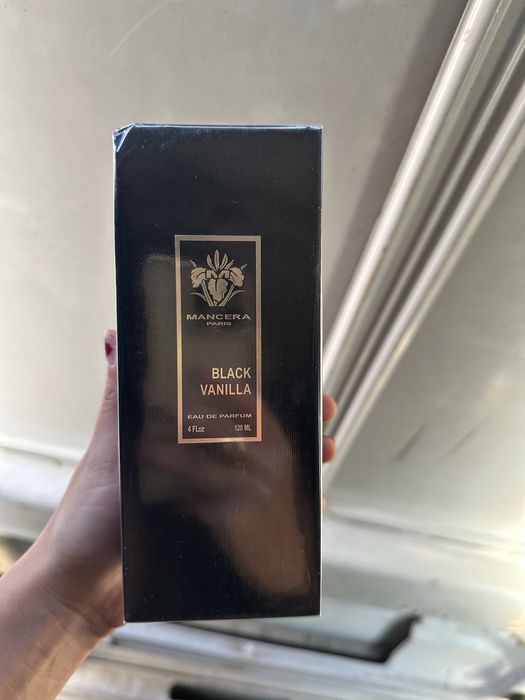 MANCERA
PARIS
BLACK
VANILLA
EAU DE PARFUM
4 FLoz 120 ML